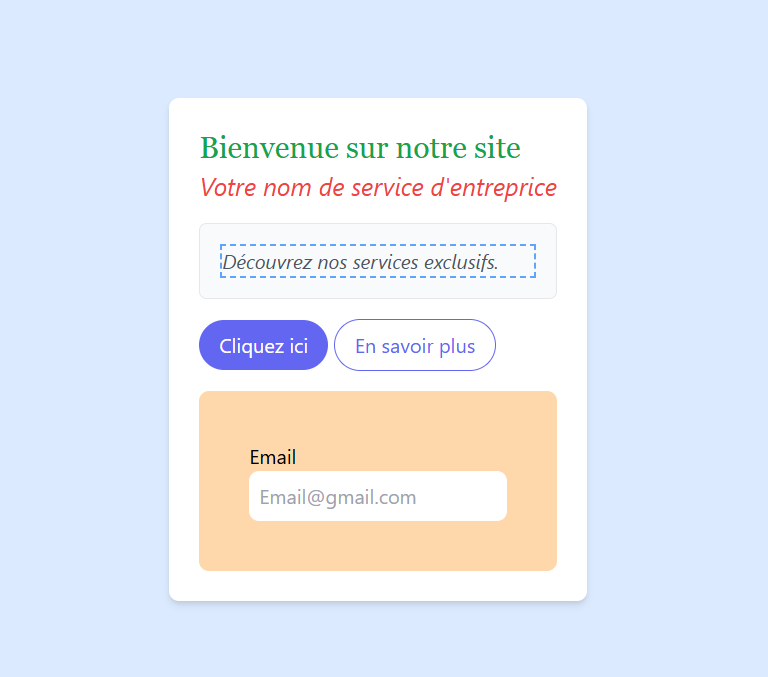 Bienvenue sur notre site
Votre nom de service d'entreprice
Découvrez nos services exclusifs.
Cliquez ici
En savoir plus
Email
Email@gmail.com